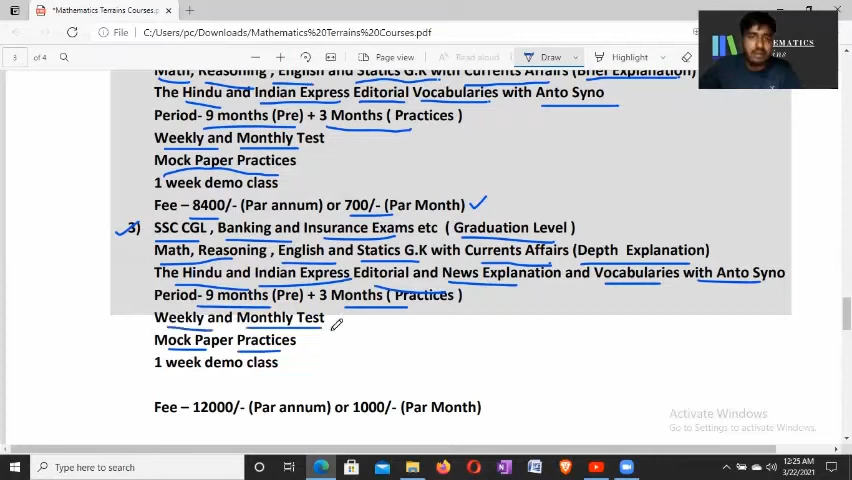 *Mathematics Terrains Courses.p
File C:/Users/pc/Downloads/Mathematics%20Terrains%20Courses.pdf
3 of 4 Page view Read aloud Draw Highlight
Math, Reasoning , English and Statics G.K with Currents Affairs (Brief Explanation)
The Hindu and Indian Express Editorial Vocabularies with Anto Syno
Period- 9 months (Pre) + 3 Months ( Practices )
Weekly and Monthly Test
Mock Paper Practices
1 week demo class
Fee – 8400/- (Par annum) or 700/- (Par Month)
3) SSC CGL , Banking and Insurance Exams etc ( Graduation Level )
Math, Reasoning , English and Statics G.K with Currents Affairs (Depth Explanation)
The Hindu and Indian Express Editorial and News Explanation and Vocabularies with Anto Syno
Period- 9 months (Pre) + 3 Months ( Practices )
Weekly and Monthly Test
Mock Paper Practices
1 week demo class
Fee – 12000/- (Par annum) or 1000/- (Par Month)
Activate Windows
Go to Settings to activate Windows.
Type here to search
12:25 AM
3/22/2021